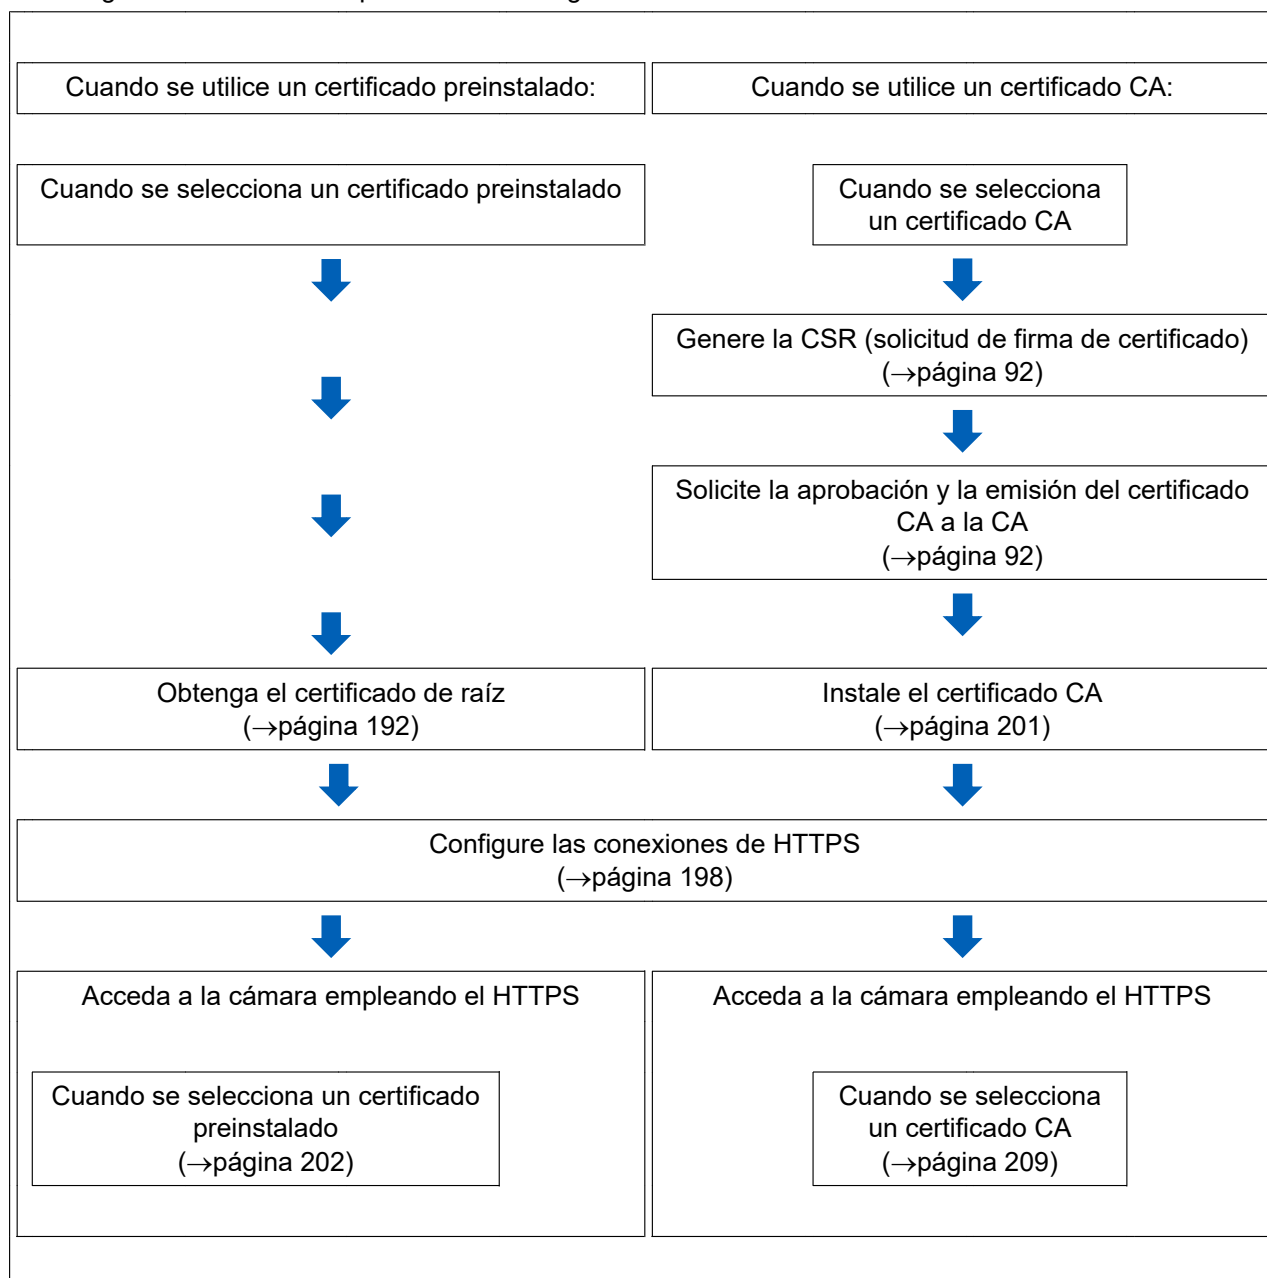 Cuando se utilice un certificado preinstalado:
Cuando se utilice un certificado CA:
Cuando se selecciona un certificado preinstalado
Cuando se selecciona
un certificado CA
Genere la CSR (solicitud de firma de certificado)
(→página 92)
Solicite la aprobación y la emisión del certificado
CA a la CA
(→página 92)
Obtenga el certificado de raíz
(→página 192)
Instale el certificado CA
(→página 201)
Configure las conexiones de HTTPS
(→página 198)
Acceda a la cámara empleando el HTTPS
Cuando se selecciona un certificado
preinstalado
(→página 202)
Acceda a la cámara empleando el HTTPS
Cuando se selecciona
un certificado CA
(→página 209)